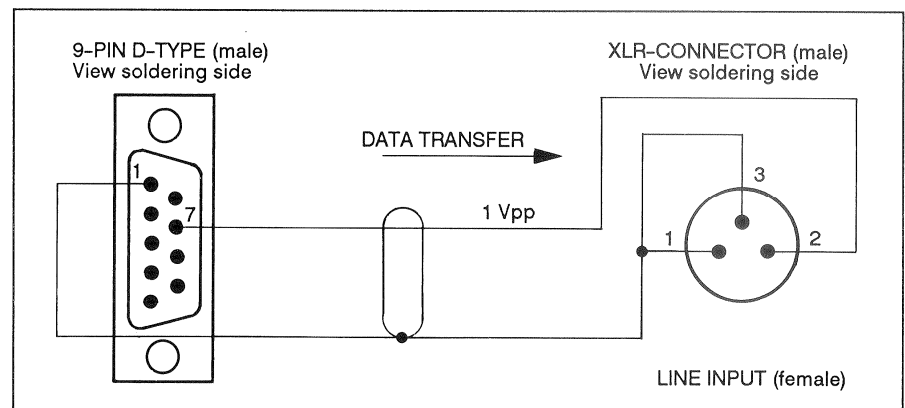 9-PIN D-TYPE (male)
View soldering side
XLR-CONNECTOR (male)
View soldering side
DATA TRANSFER
1
7
1 Vpp
3
1
2
LINE INPUT (female)